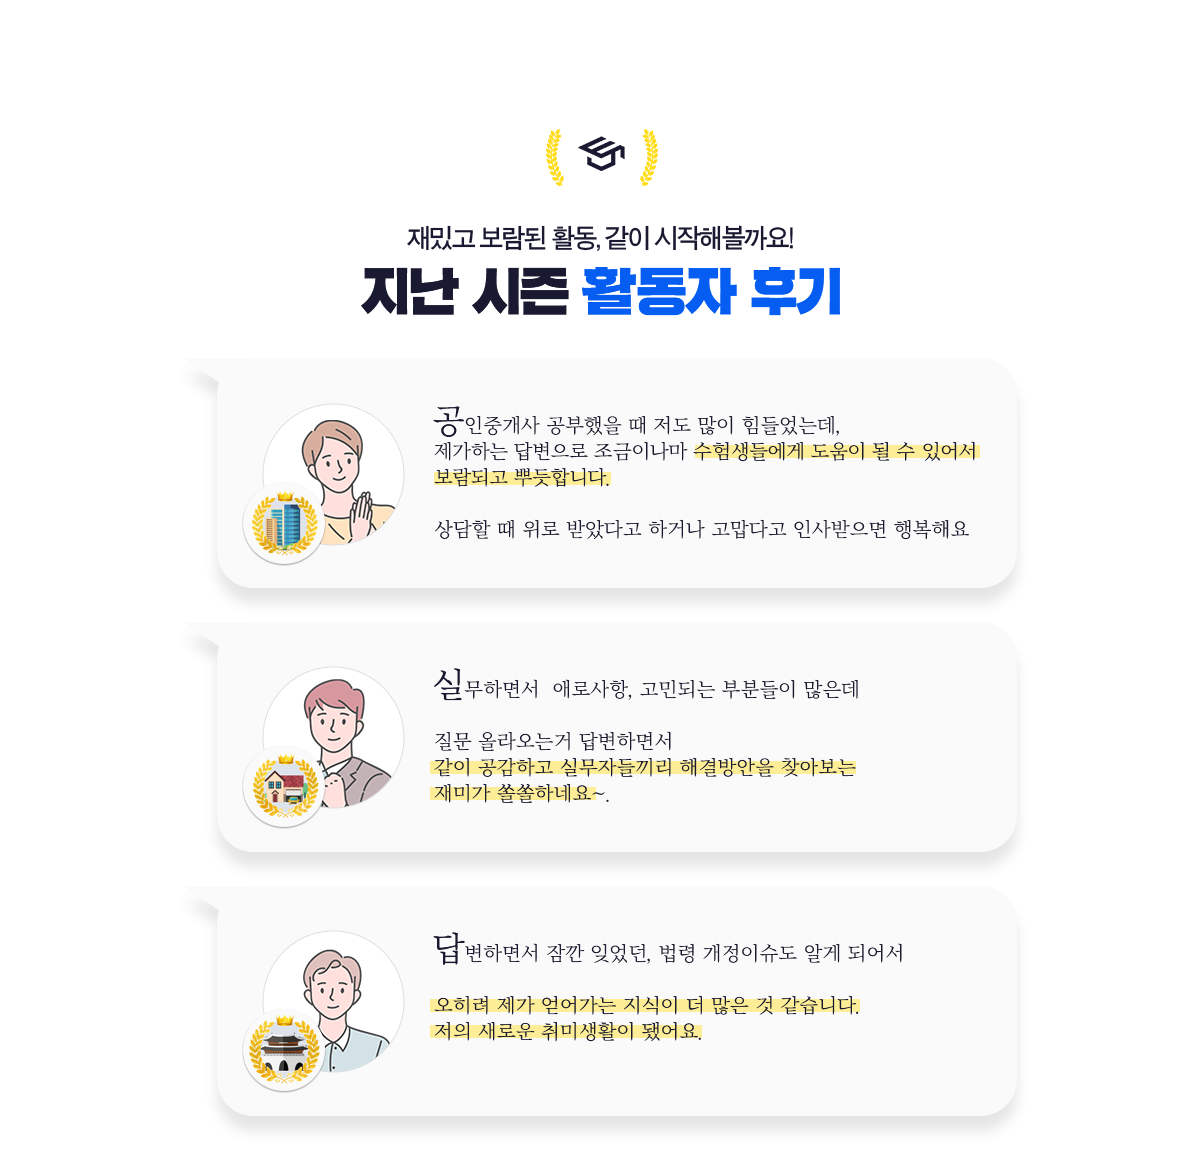 재밌고 보람된 활동, 같이 시작해볼까요!
지난 시즌 활동자 후기
공인중개사 공부했을 때 저도 많이 힘들었는데,
제가하는 답변으로 조금이나마 수험생들에게 도움이 될 수 있어서
보람되고 뿌듯합니다.
상담할 때 위로 받았다고 하거나 고맙다고 인사받으면 행복해요
실무하면서 애로사항, 고민되는 부분들이 많은데
질문 올라오는거 답변하면서
같이 공감하고 실무자들끼리 해결방안을 찾아보는
재미가 쏠쏠하네요~.
답변하면서 잠깐 잊었던, 법령 개정이슈도 알게 되어서
오히려 제가 얻어가는 지식이 더 많은 것 같습니다.
저의 새로운 취미생활이 됐어요.